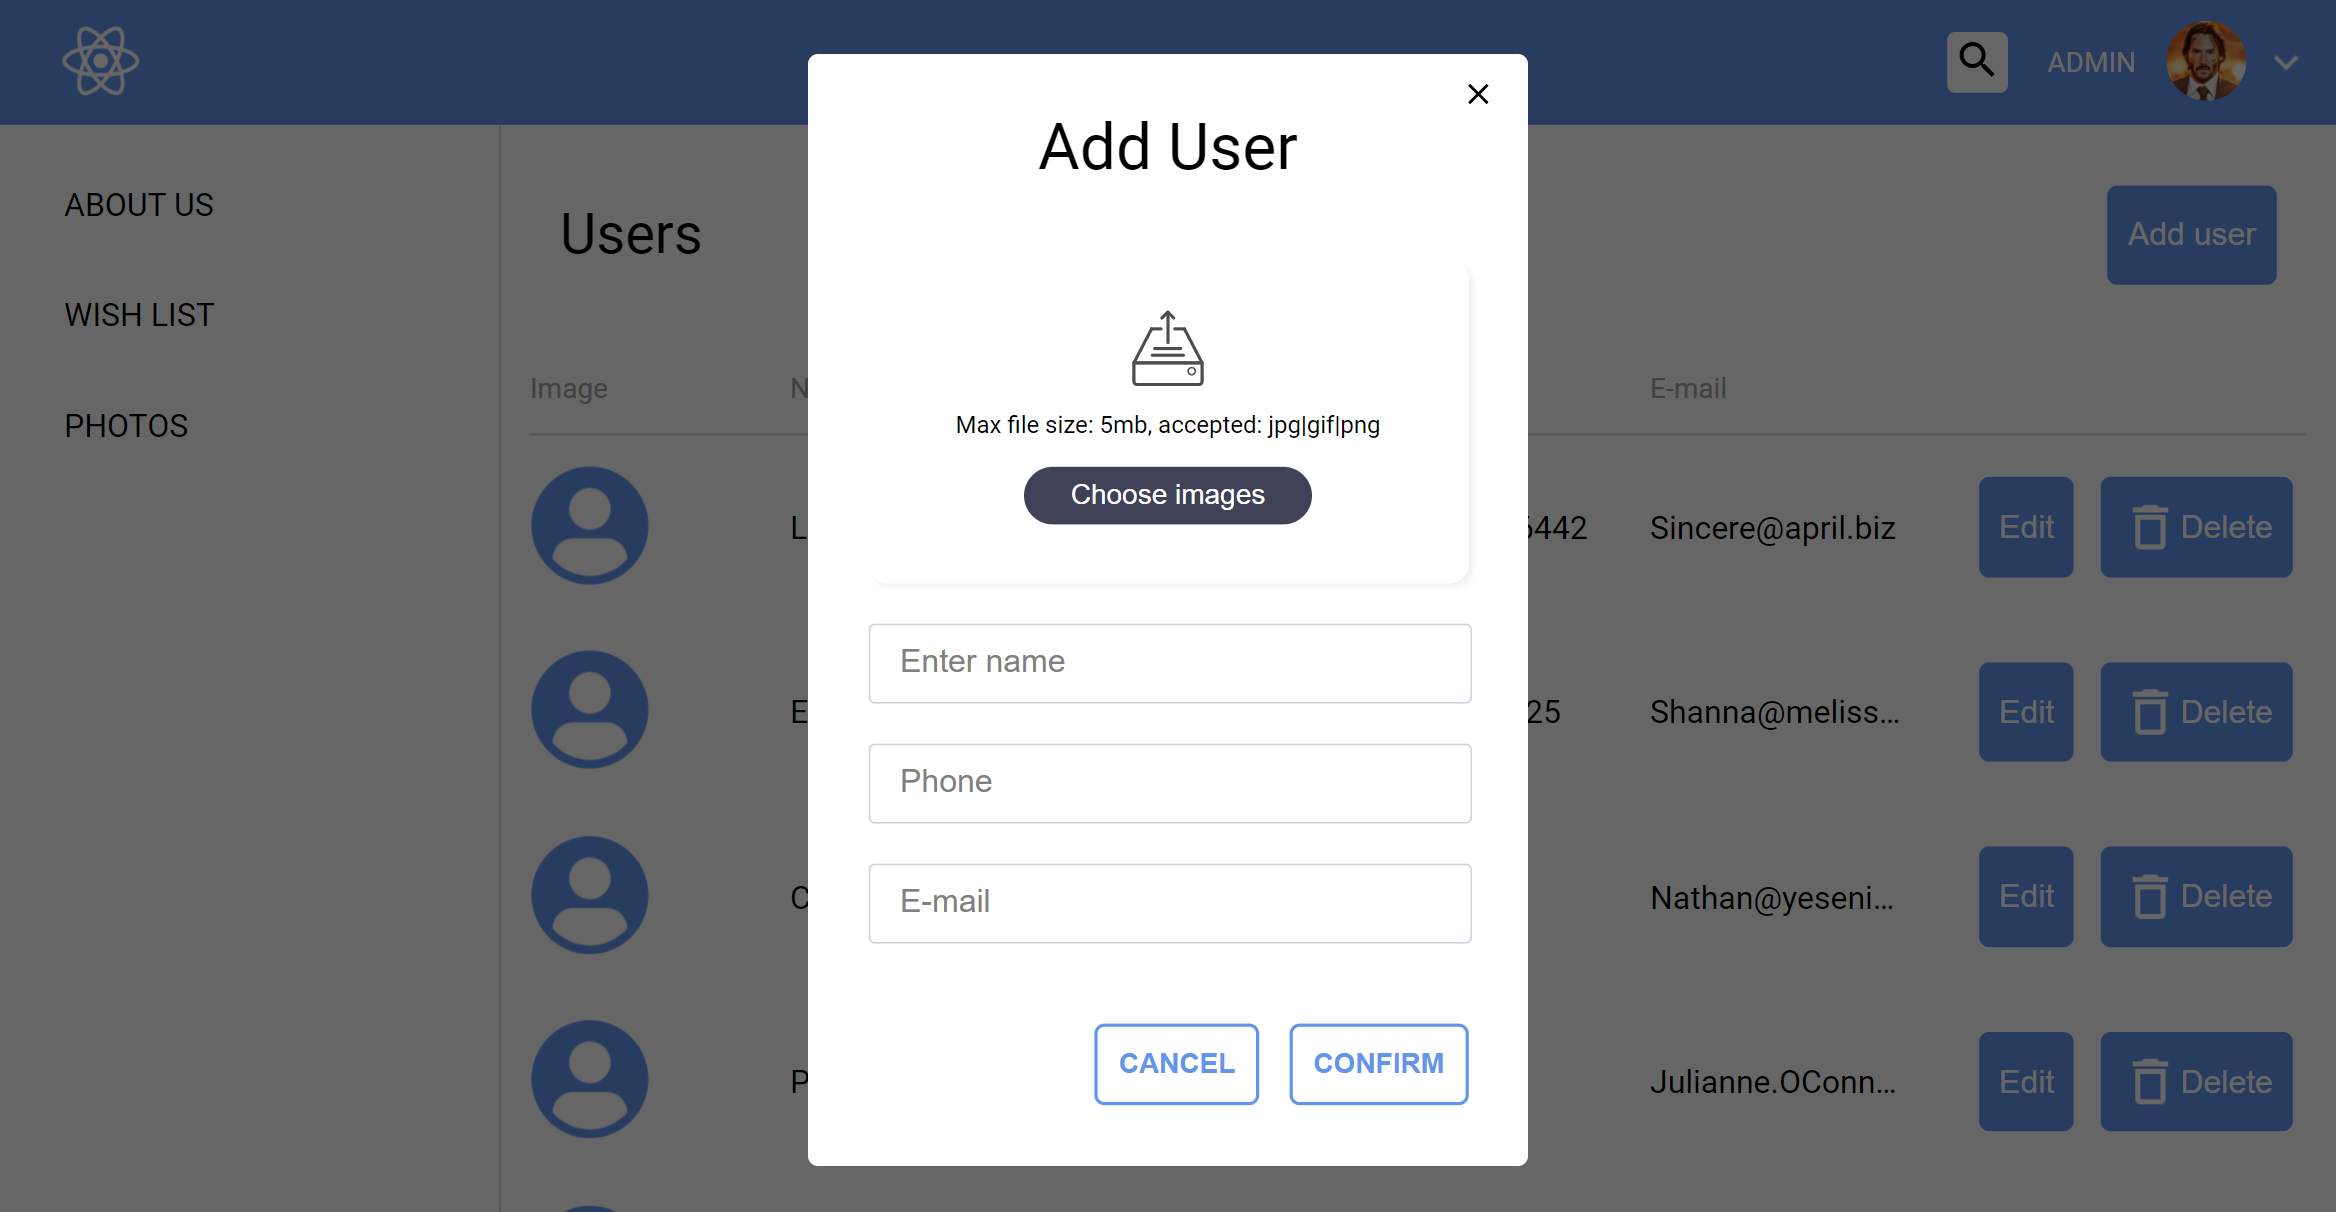 ADMIN
Add User
ABOUT US
Users
Add user
WISH LIST
Image
E-mail
PHOTOS
Max file size: 5mb, accepted: jpg|gif|png
Choose images
6442
Sincere@april.biz
Edit
Delete
Enter name
25
Shanna@meliss...
Edit
Delete
Phone
E-mail
Nathan@yeseni...
Edit
Delete
CANCEL
CONFIRM
Julianne.OConn...
Edit
Delete